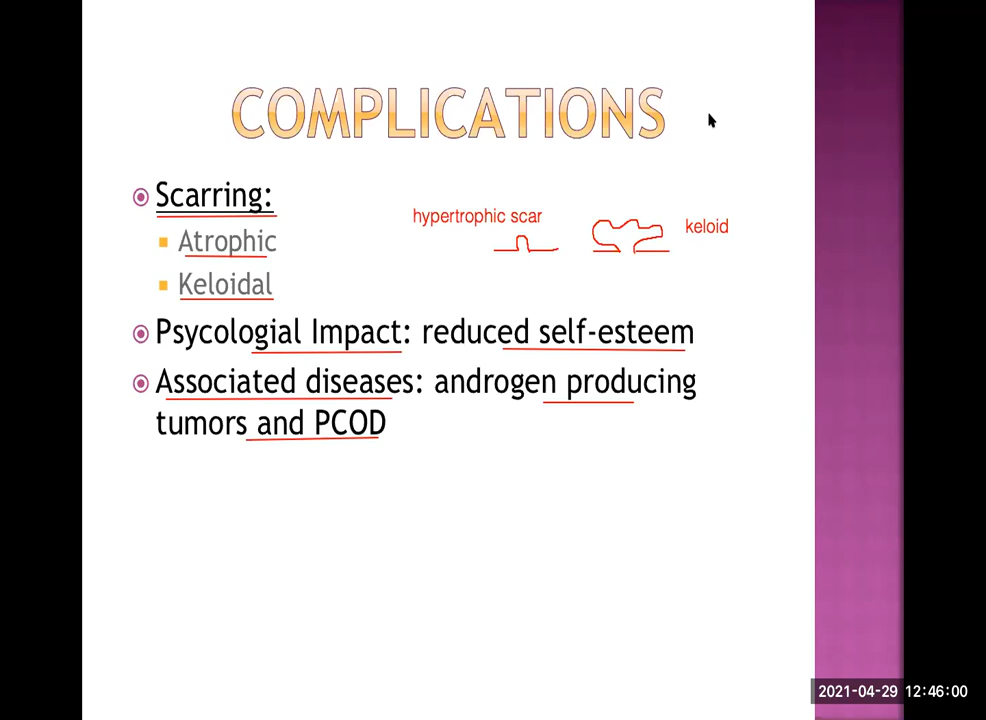 COMPLICATIONS
Scarring:
hypertrophic scar
keloid
Atrophic
Keloidal
Psycologial Impact: reduced self-esteem
Associated diseases: androgen producing
tumors and PCOD
2021-04-29 12:46:00